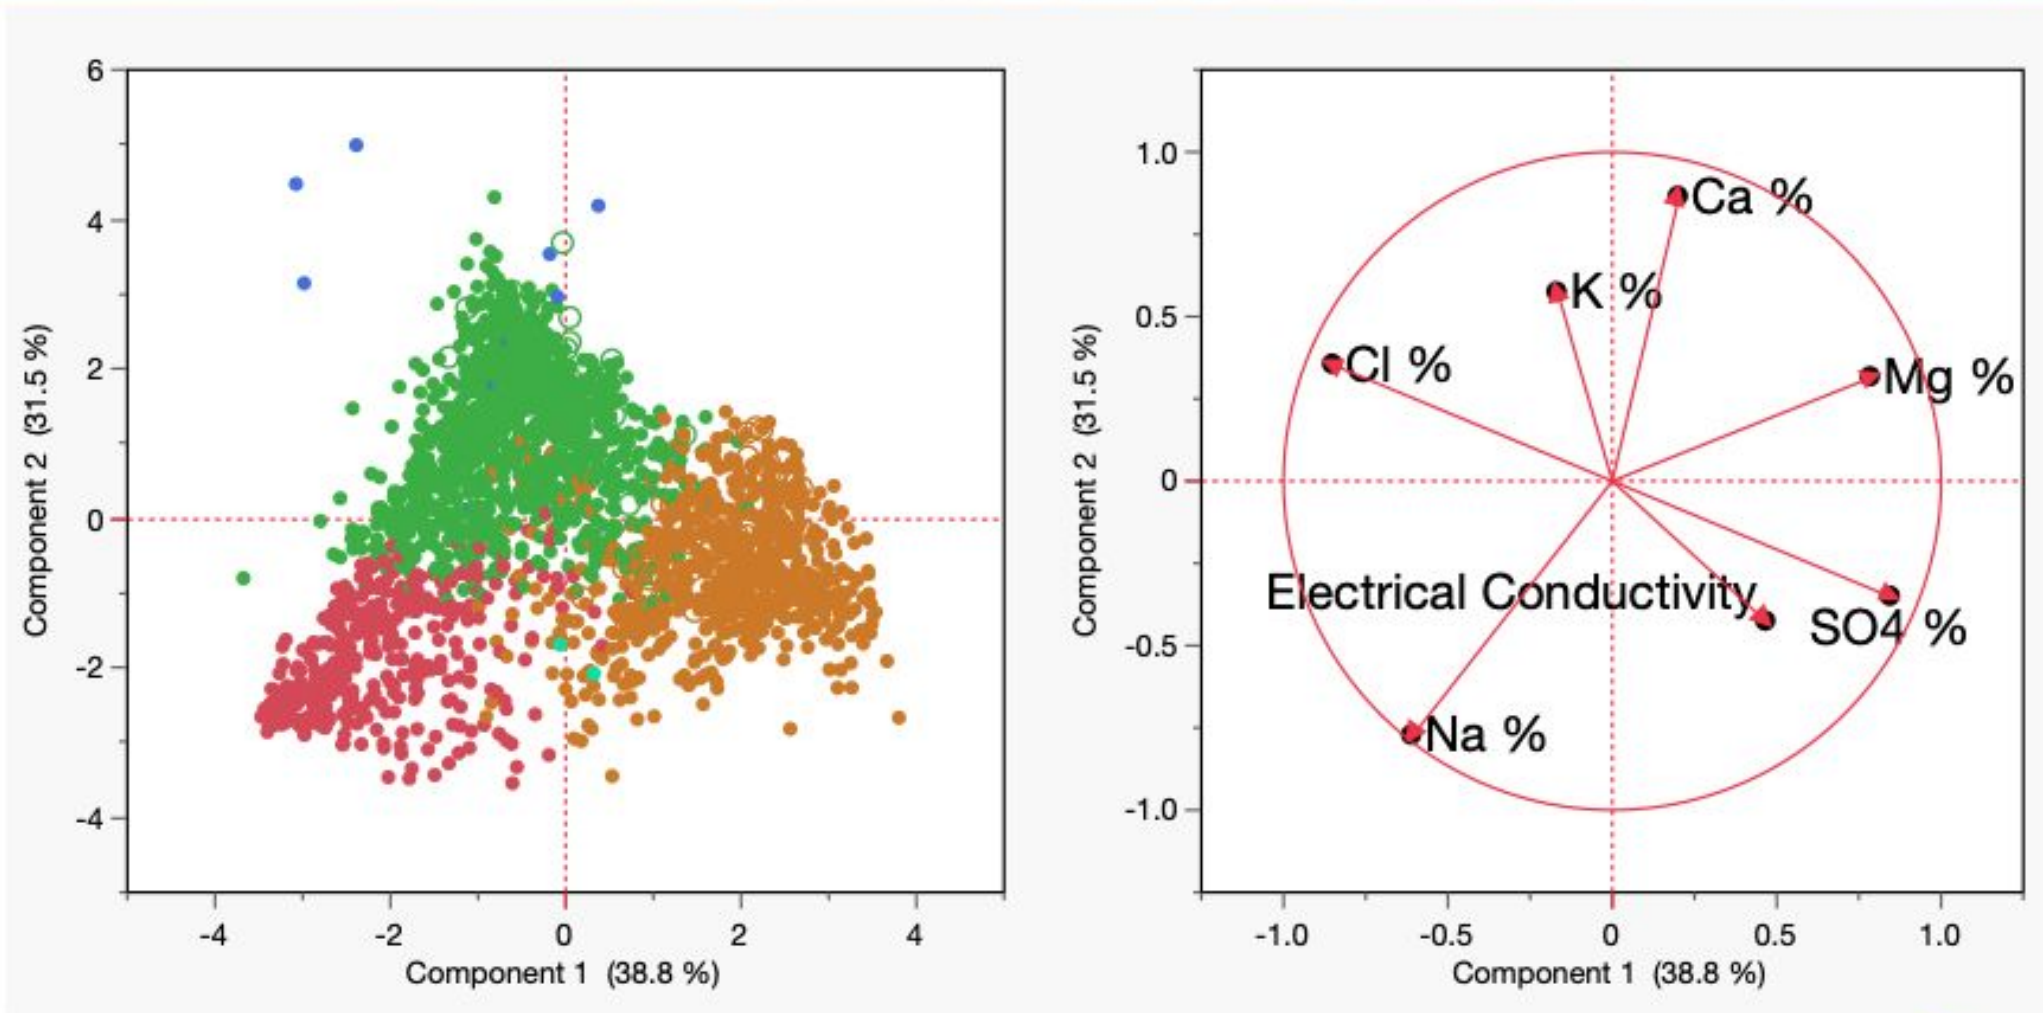 6
4
2
0
-2
-4
Component 2 (31.5 %)
-4
-2
0
2
4
Component 1 (38.8 %)
1.0
0.5
0
-0.5
-1.0
Component 2 (31.5 %)
Ca %
K %
Cl %
Mg %
Electrical Conductivity
SO4 %
Na %
-1.0
-0.5
0
0.5
1.0
Component 1 (38.8 %)